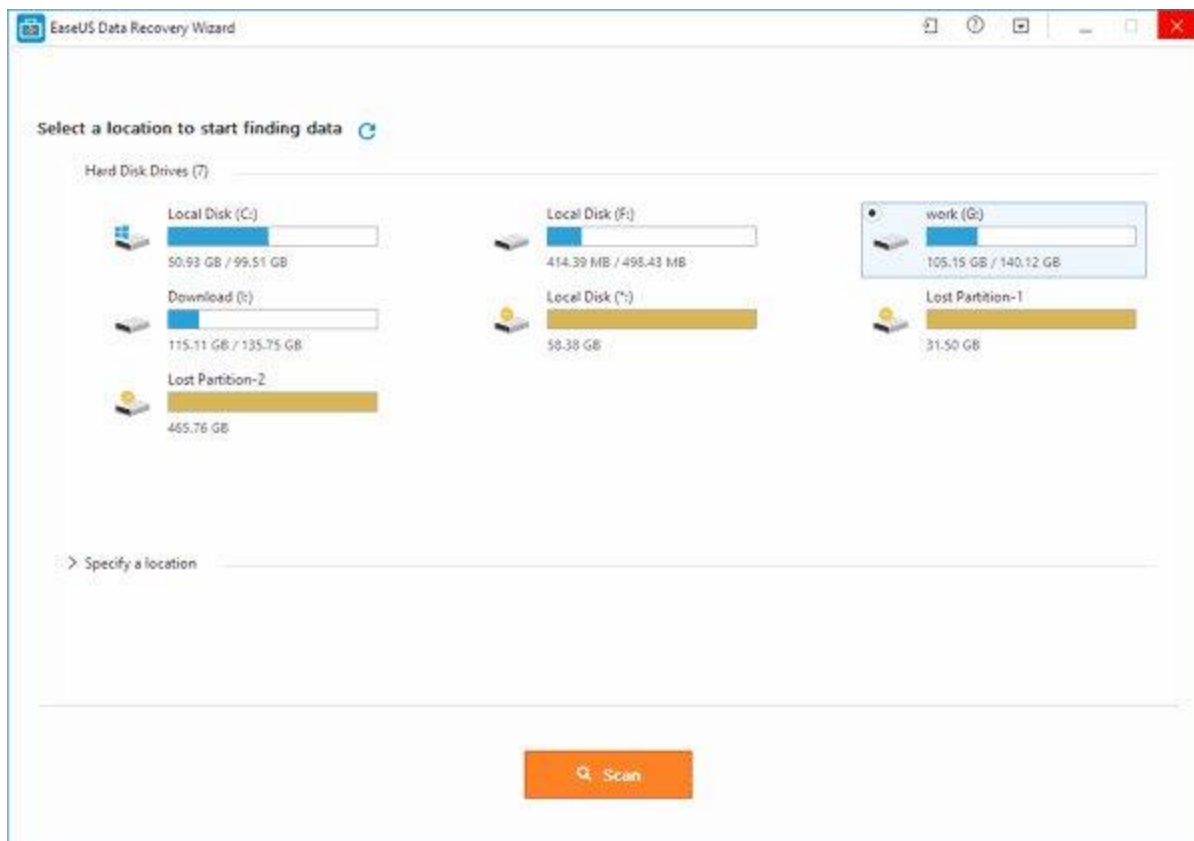 EaseUS Data Recovery Wizard
Select a location to start finding data
Hard Disk Drives (7)
Local Disk (C:)
50.93 GB / 99.51 GB
Local Disk (F:)
414.39 MB / 498.43 MB
work (G:)
105.15 GB / 140.12 GB
Download (I:)
115.11 GB / 135.75 GB
Local Disk (*:)
58.38 GB
Lost Partition-1
31.50 GB
Lost Partition-2
465.76 GB
Specify a location
Scan